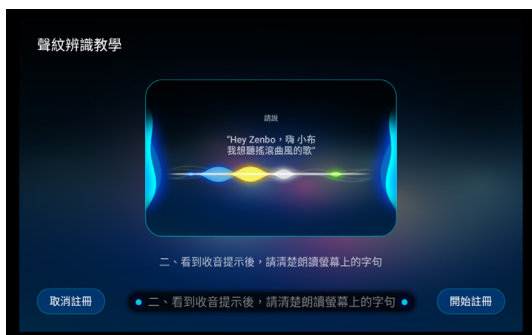 聲紋辨識教學
請說
"Hey Zenbo，嗨 小布
我想聽搖滾曲風的歌"
二、看到收音提示後，請清楚朗讀螢幕上的字句
取消註冊
二、看到收音提示後，請清楚朗讀螢幕上的字句
開始註冊